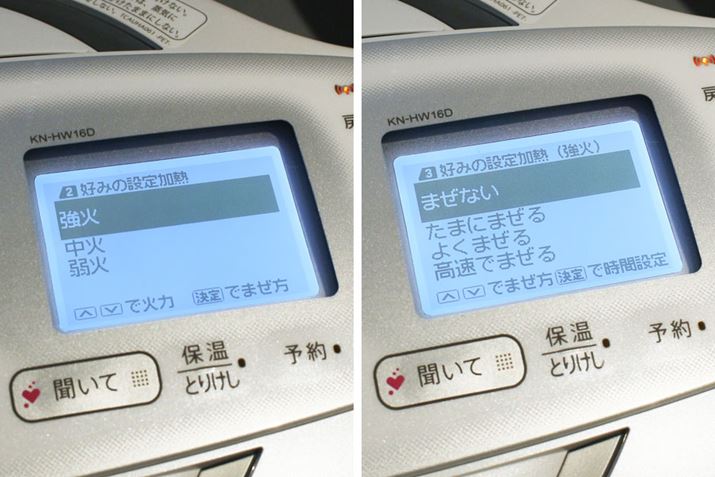 TCAUHA061-PET.
KN-HW16D
2 好みの設定加熱
強火
中火
弱火
で火力 決定でまぜ方
聞いて
保温
とりけし
予約
KN-HW16D
3 好みの設定加熱（強火）
まぜない
たまにまぜる
よくまぜる
高速でまぜる
でまぜ方 決定で時間設定
聞いて
保温
とりけし
予約